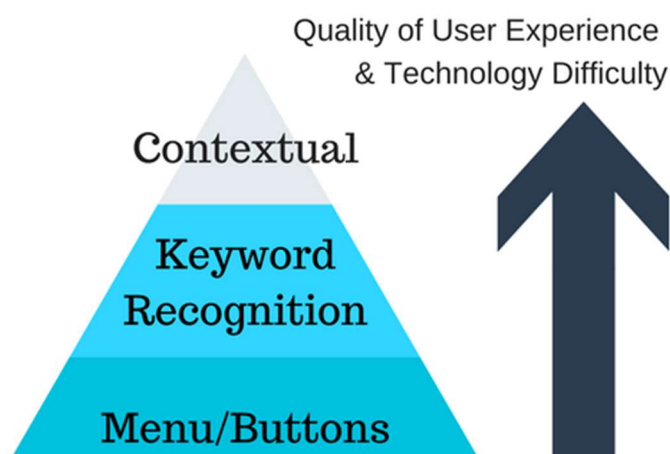 Quality of User Experience
& Technology Difficulty
Contextual
Keyword
Recognition
Menu/Buttons